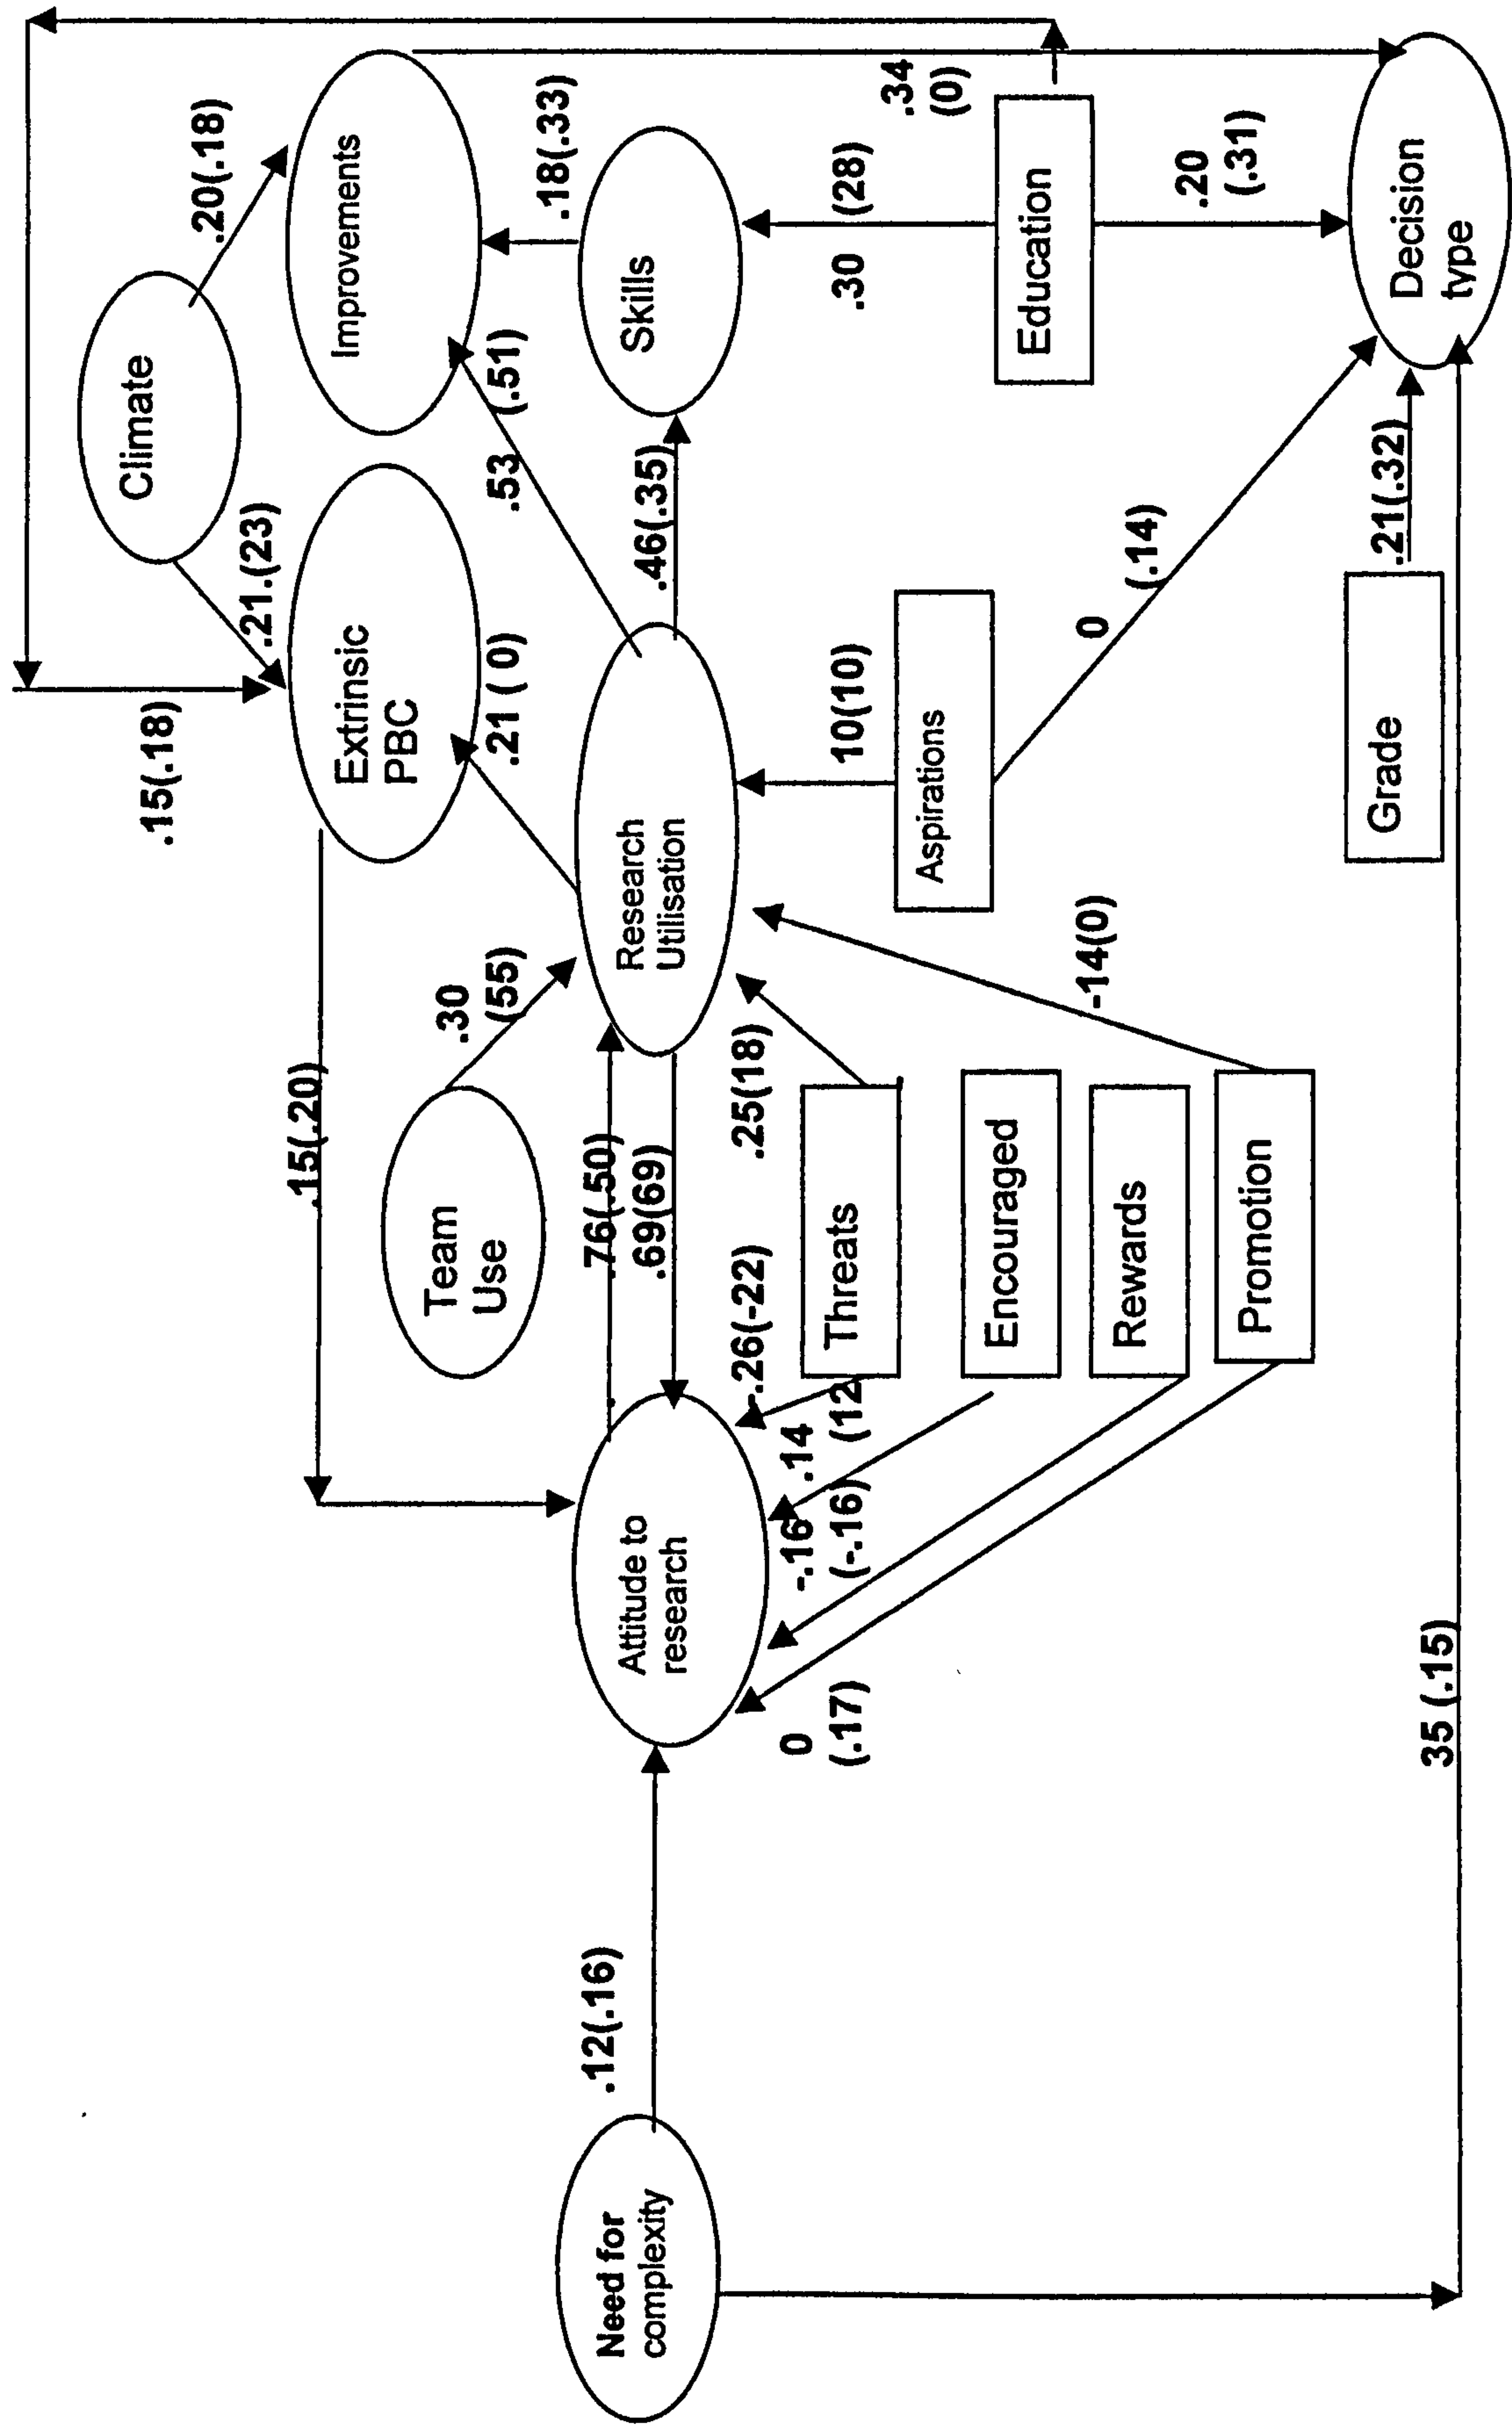 Climate
.15(.18)
.20(.18)
.21.(23)
.15(.20)
Extrinsic
PBC
Improvements
Team
Use
.30
(55)
.21 ( 0)
.53 (.51)
.18(.33)
.12(.16)
Need for
complexity
Attitude to
research
.76(.50)
.69(69)
Research
Utilisation
.46(.35)
Skills
-.26(-22)
.25(18)
0
(.17)
-.16
(-.16)
.14
(12
Threats
10(10)
.30 (28)
.34
(0)
Aspirations
Encouraged
Education
Rewards
-14(0)
0
(.14)
.20
(.31)
Promotion
Grade
.21(.32)
Decision
type
35 (.15)